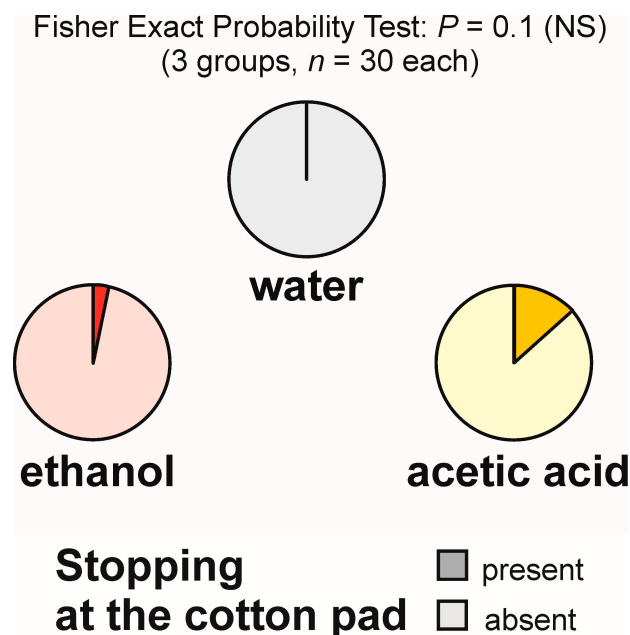 Fisher Exact Probability Test: P = 0.1 (NS)
(3 groups, n = 30 each)
water
ethanol
acetic acid
Stopping
at the cotton pad
present
absent